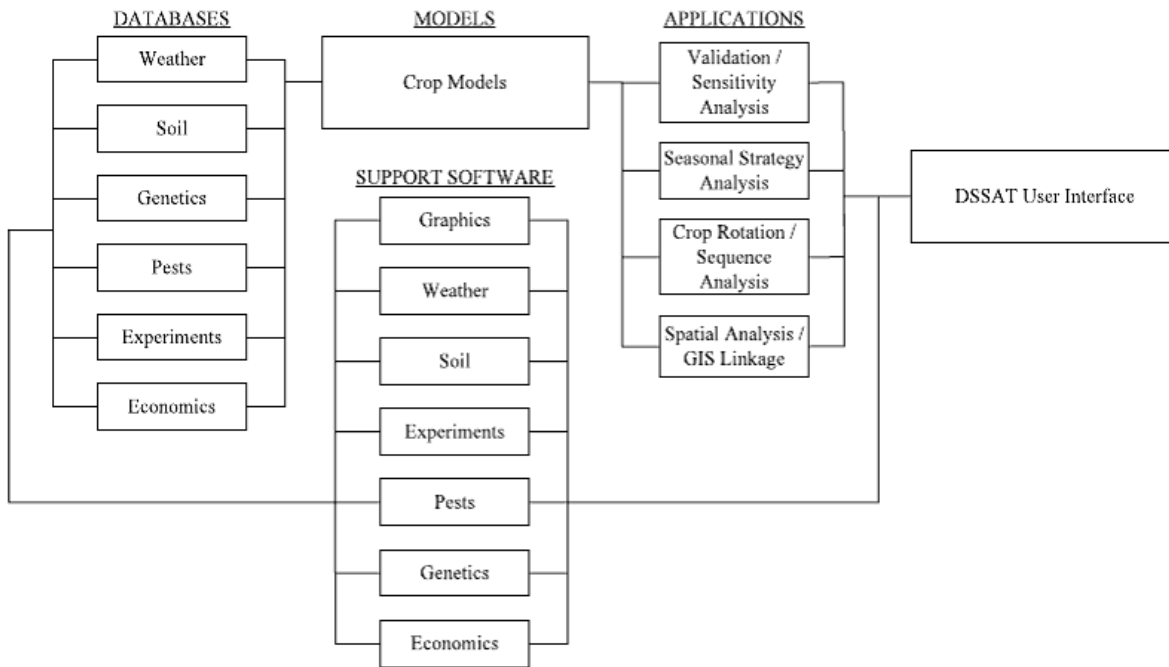 DATABASES
Weather
Soil
Genetics
Pests
Experiments
Economics
MODELS
Crop Models
SUPPORT SOFTWARE
Graphics
Weather
Soil
Experiments
Pests
Genetics
Economics
APPLICATIONS
Validation /
Sensitivity
Analysis
Seasonal Strategy
Analysis
Crop Rotation /
Sequence
Analysis
Spatial Analysis /
GIS Linkage
DSSAT User Interface